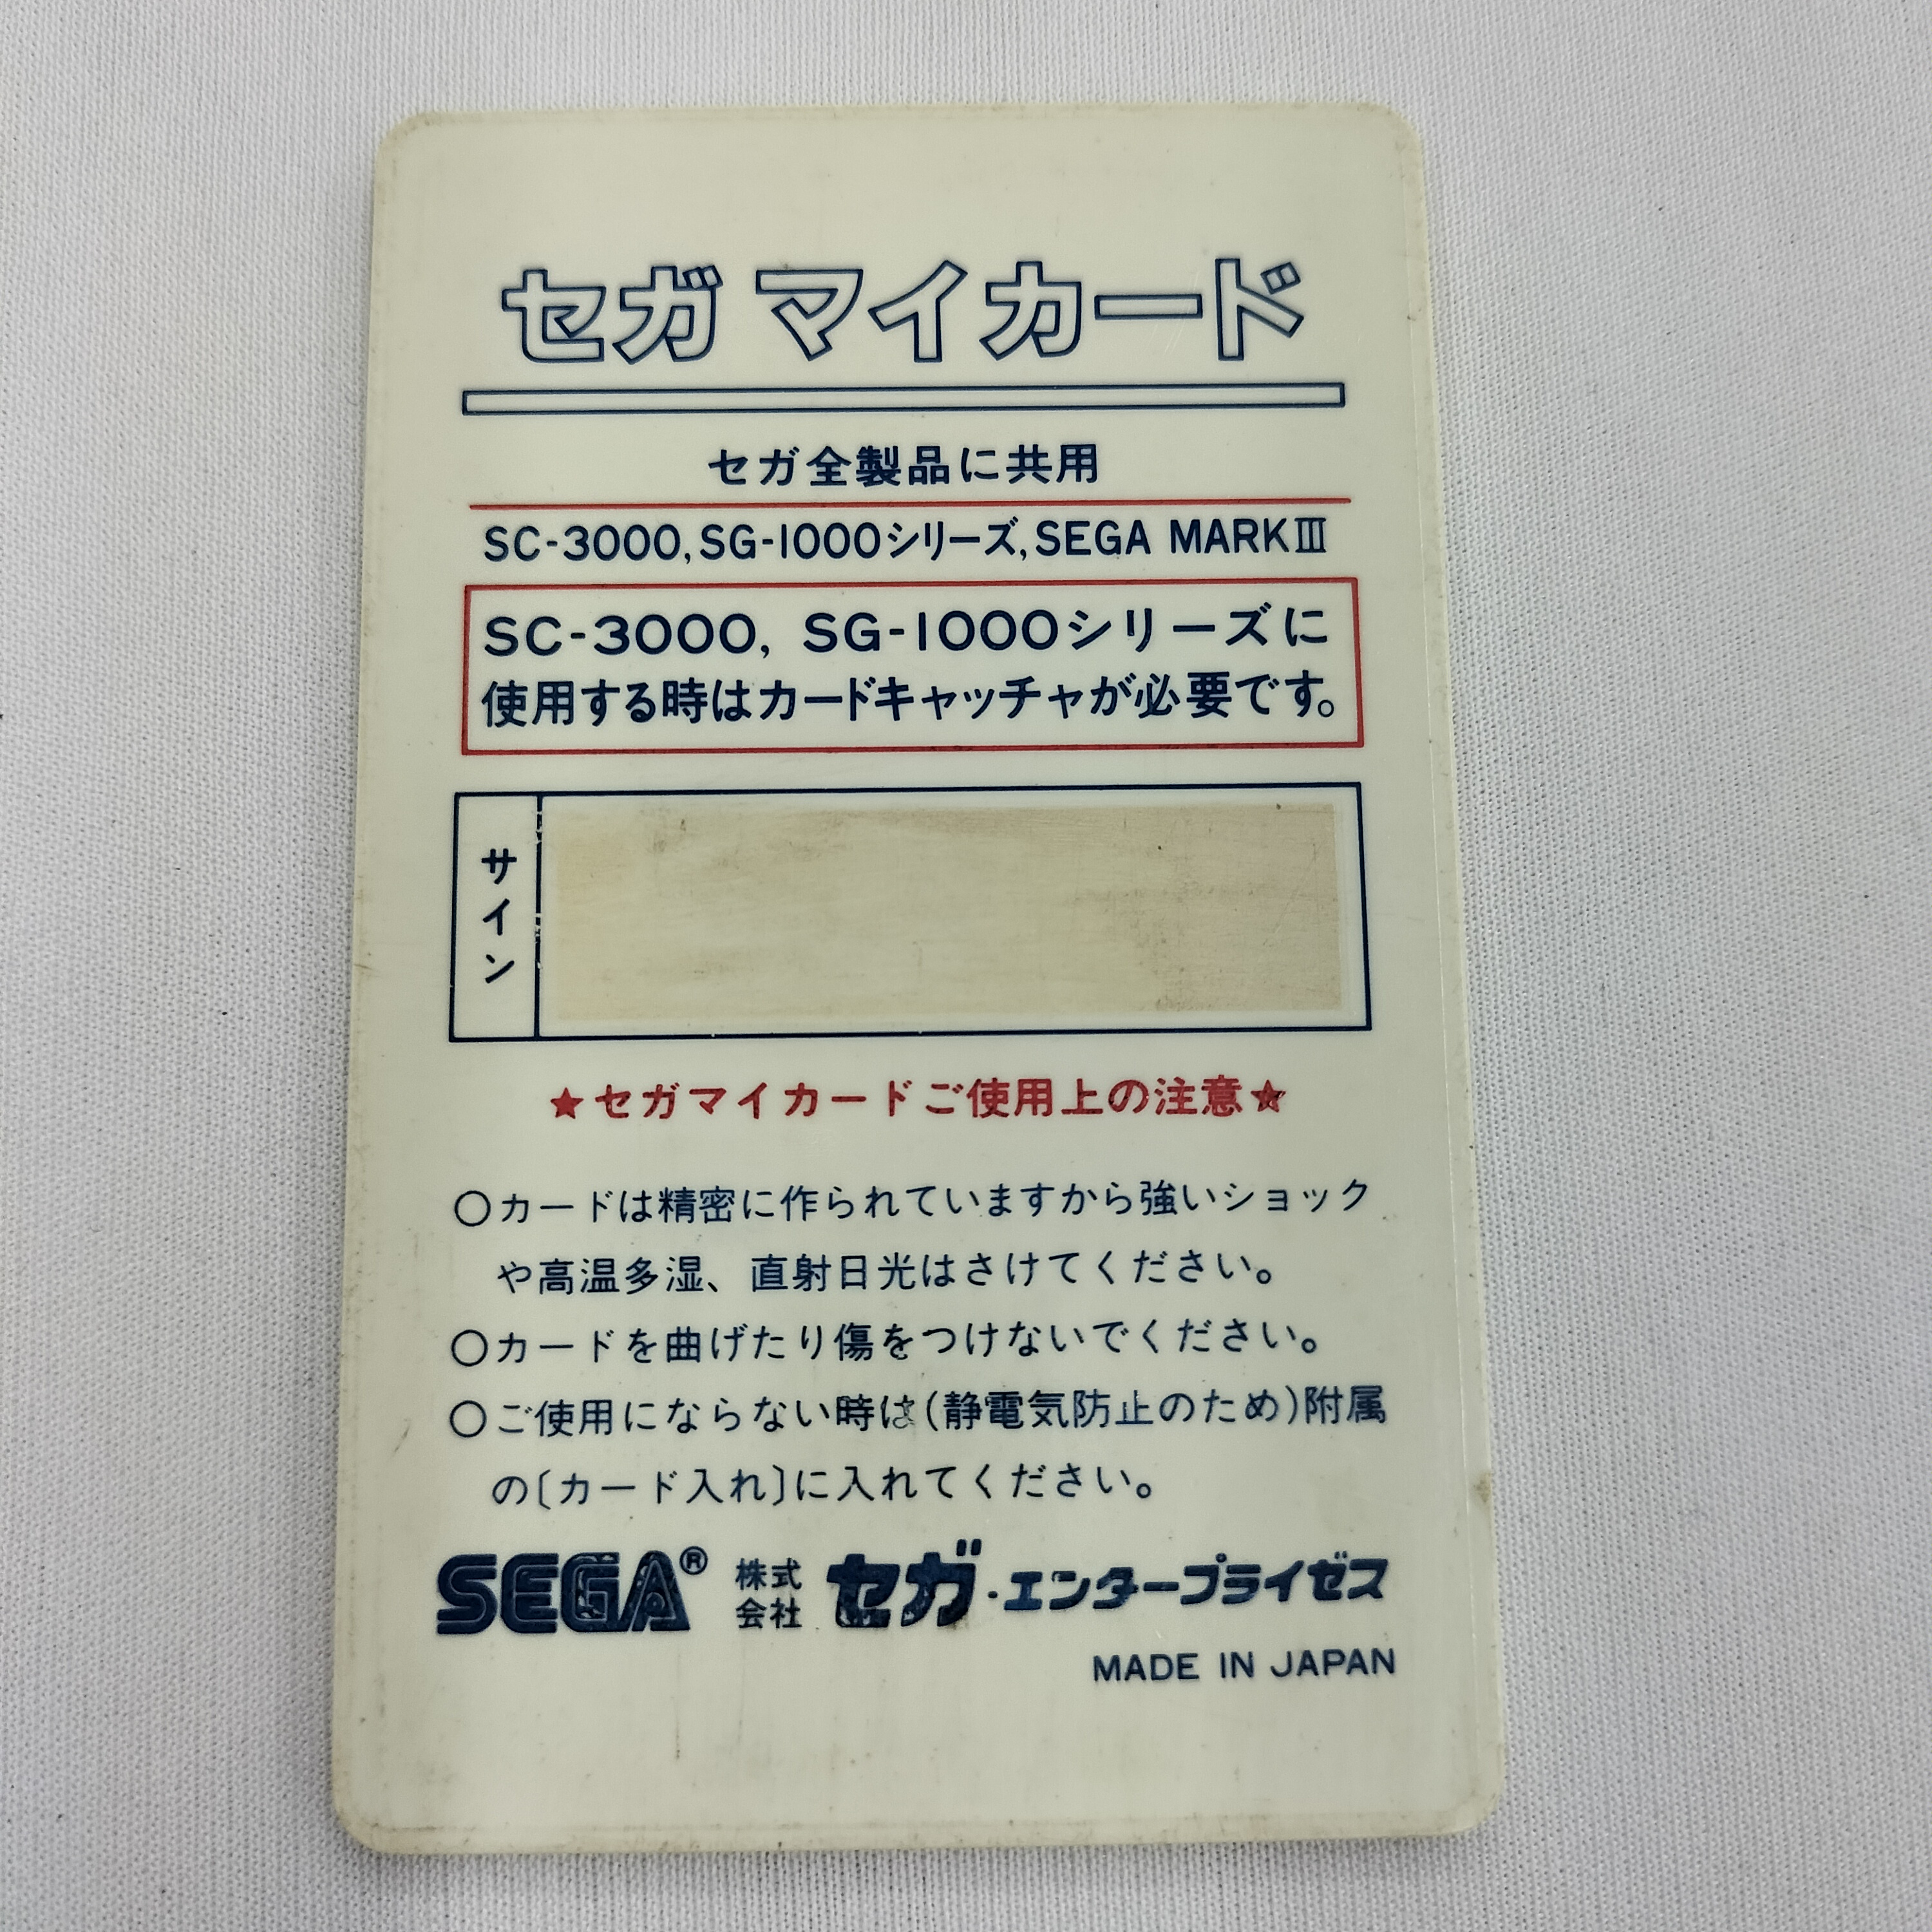 セガ マイカード
セガ全製品に共用
SC-3000,SG-1000シリーズ,SEGA MARKⅢ
SC-3000, SG-1000シリーズに
使用する時はカードキャッチャが必要です。
サイン
★セガマイカードご使用上の注意★
○カードは精密に作られていますから強いショック
や高温多湿、直射日光はさけてください。
○カードを曲げたり傷をつけないでください。
○ご使用にならない時は(静電気防止のため)附属
の〔カード入れ〕に入れてください。
SEGA® 株式会社 セガ・エンタープライゼス
MADE IN JAPAN